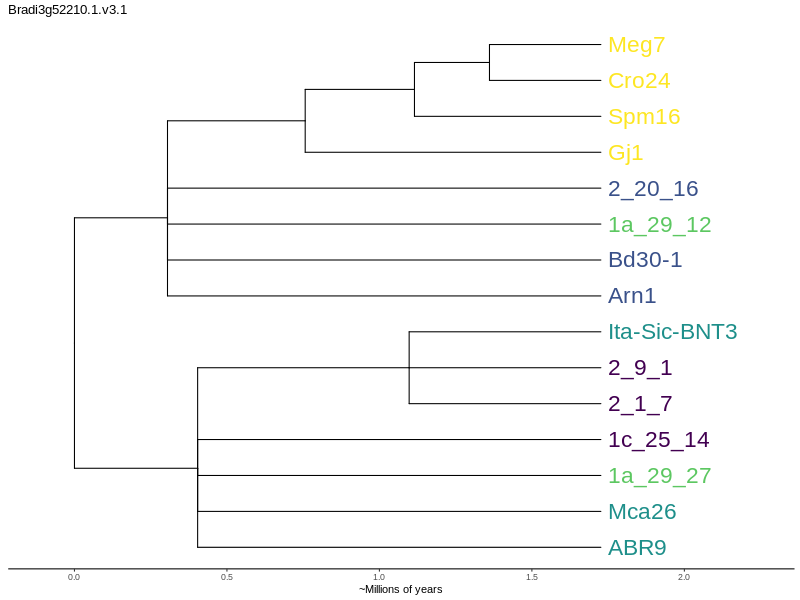 Bradi3g52210.1.v3.1
Meg7
Cro24
Spm16
Gj1
2_20_16
1a_29_12
Bd30-1
Arn1
Ita-Sic-BNT3
2_9_1
2_1_7
1c_25_14
1a_29_27
Mca26
ABR9
0.0 0.5 1.0 1.5 2.0
~Millions of years